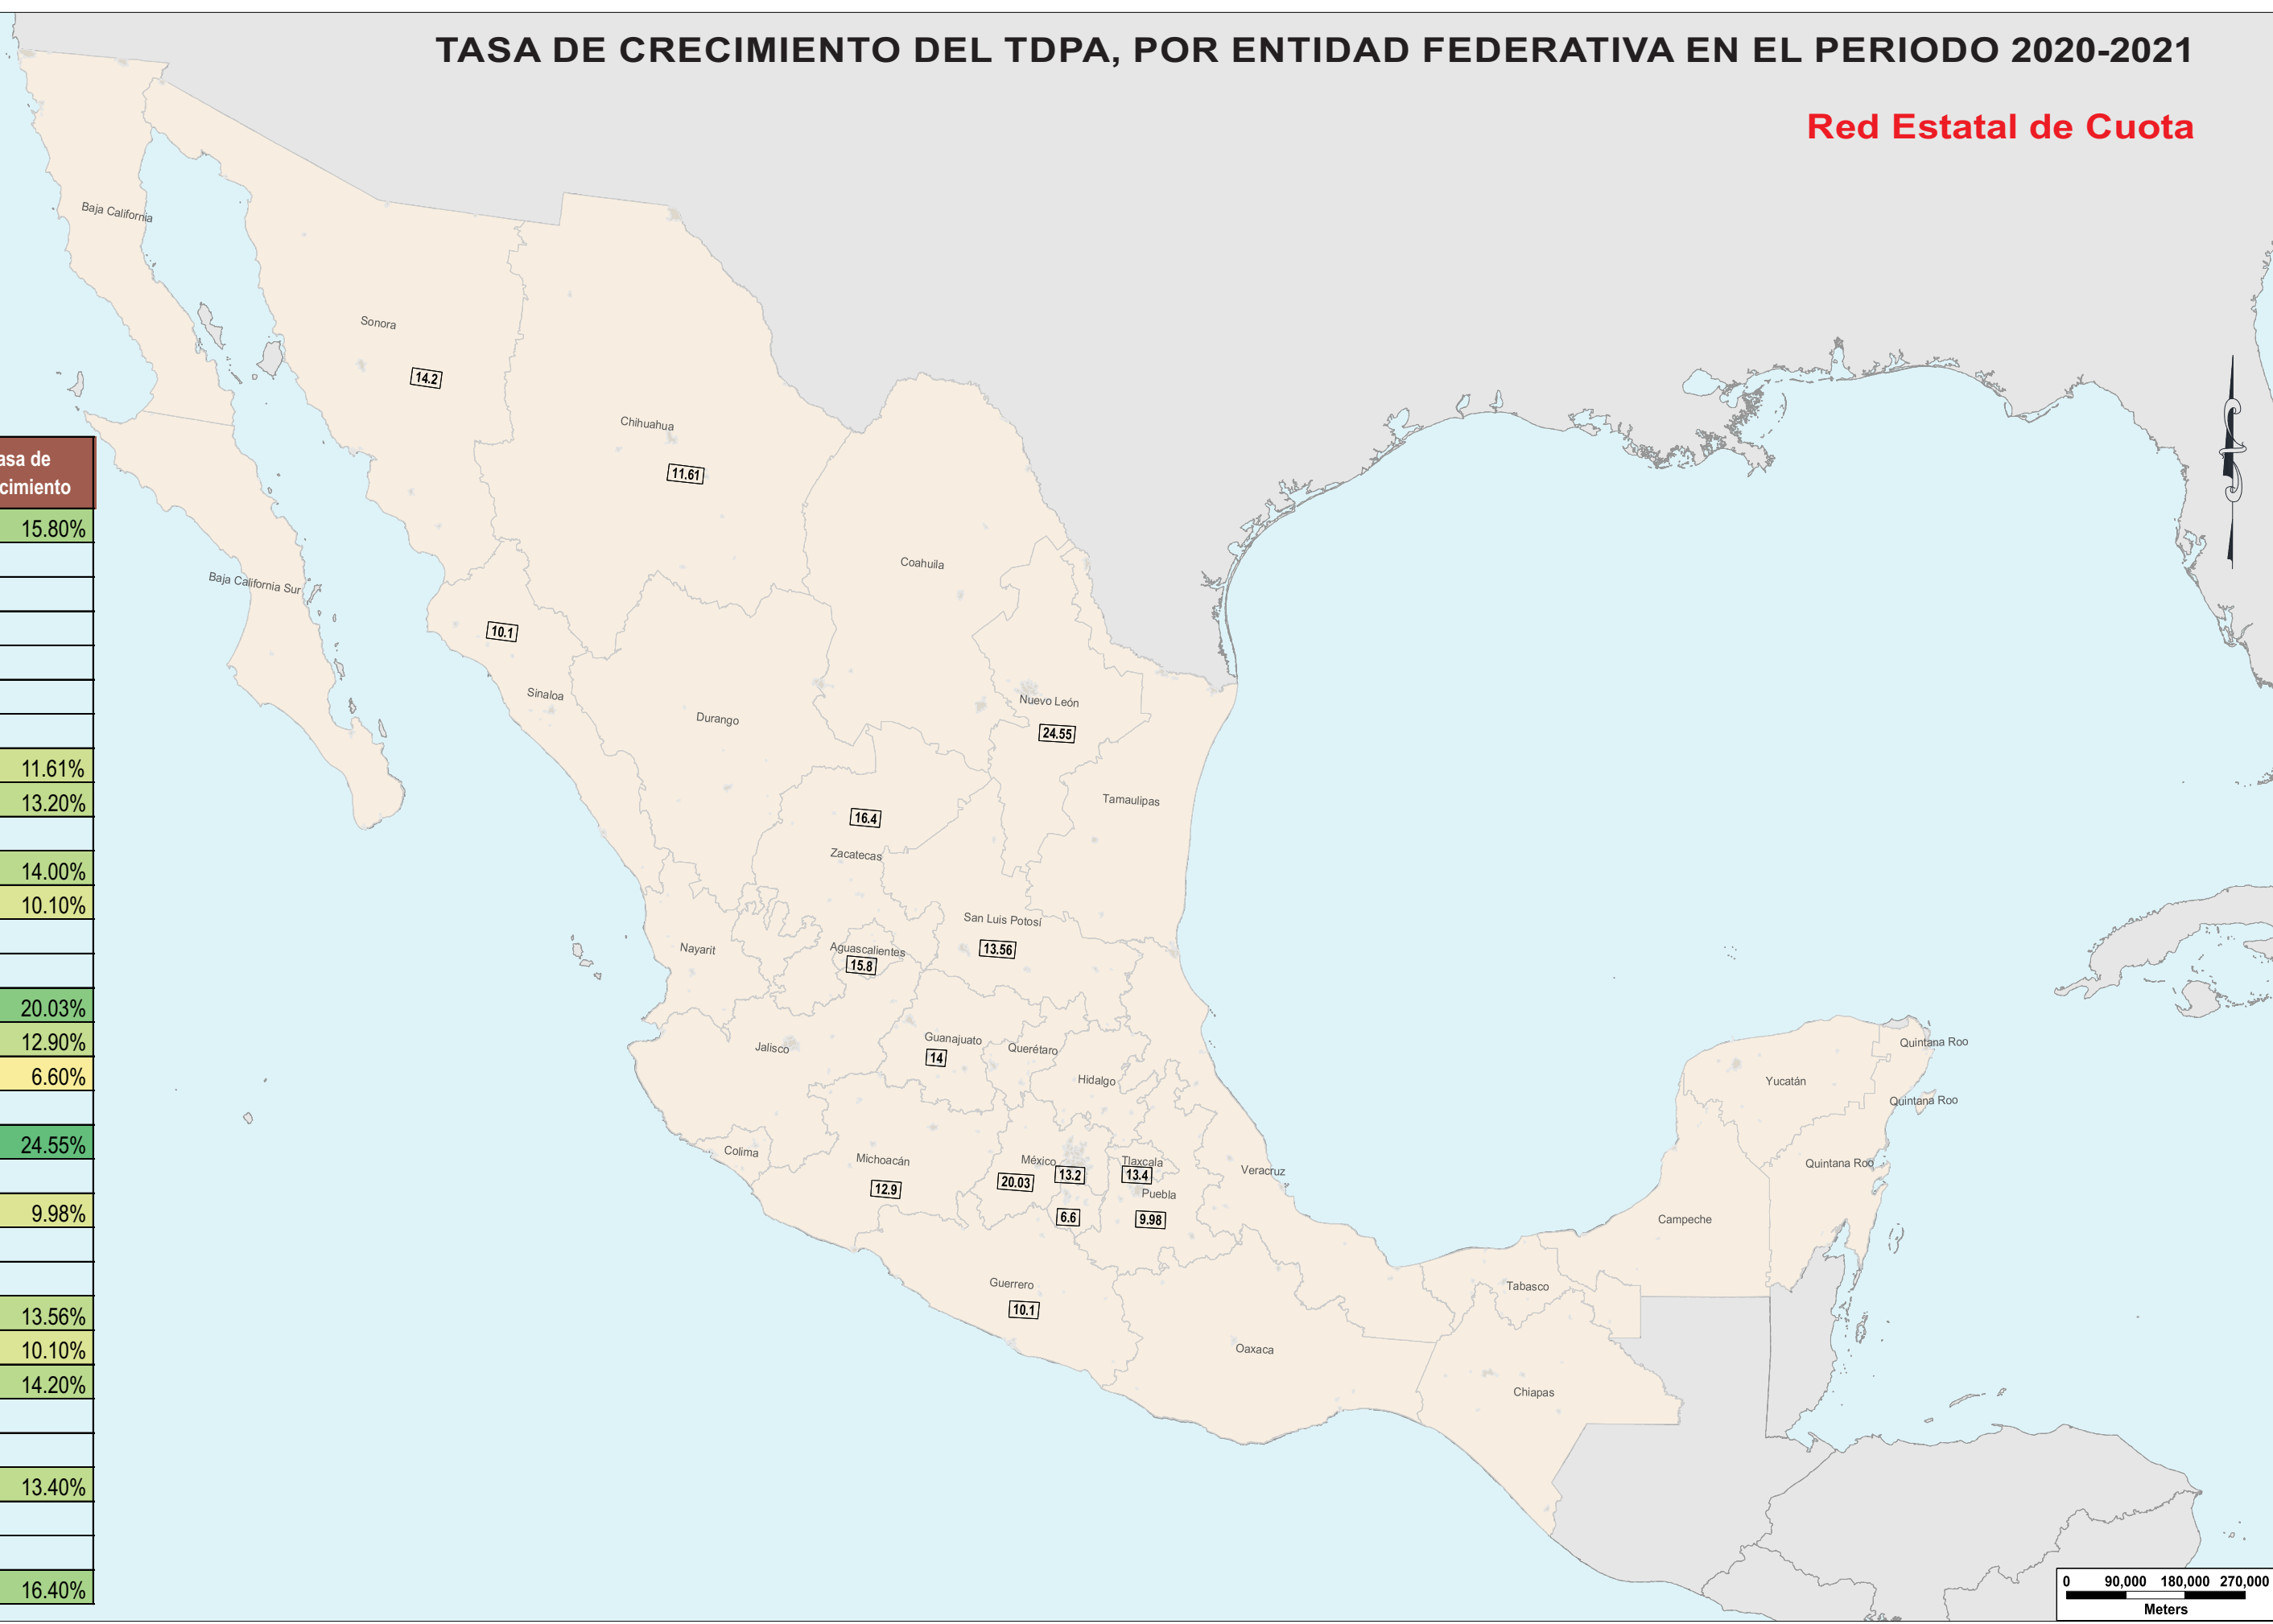 TASA DE CRECIMIENTO DEL TDPA, POR ENTIDAD FEDERATIVA EN EL PERIODO 2020-2021
Red Estatal de Cuota
asa de
cimiento
15.80%
11.61%
13.20%
14.00%
10.10%
20.03%
12.90%
6.60%
24.55%
9.98%
13.56%
10.10%
14.20%
13.40%
16.40%
Baja California
Sonora
14.2
Chihuahua
11.61
Coahuila
Baja California Sur
10.1
Sinaloa
Durango
Nuevo León
24.55
Tamaulipas
16.4
Zacatecas
San Luis Potosí
13.56
Nayarit
Aguascalientes
15.8
Guanajuato
14
Querétaro
Jalisco
Hidalgo
Colima
Michoacán
12.9
México
20.03
13.2
Tlaxcala
13.4
Puebla
9.98
6.6
Veracruz
Guerrero
10.1
Oaxaca
Quintana Roo
Yucatán
Quintana Roo
Quintana Roo
Campeche
Tabasco
Chiapas
0 90,000 180,000 270,000
Meters